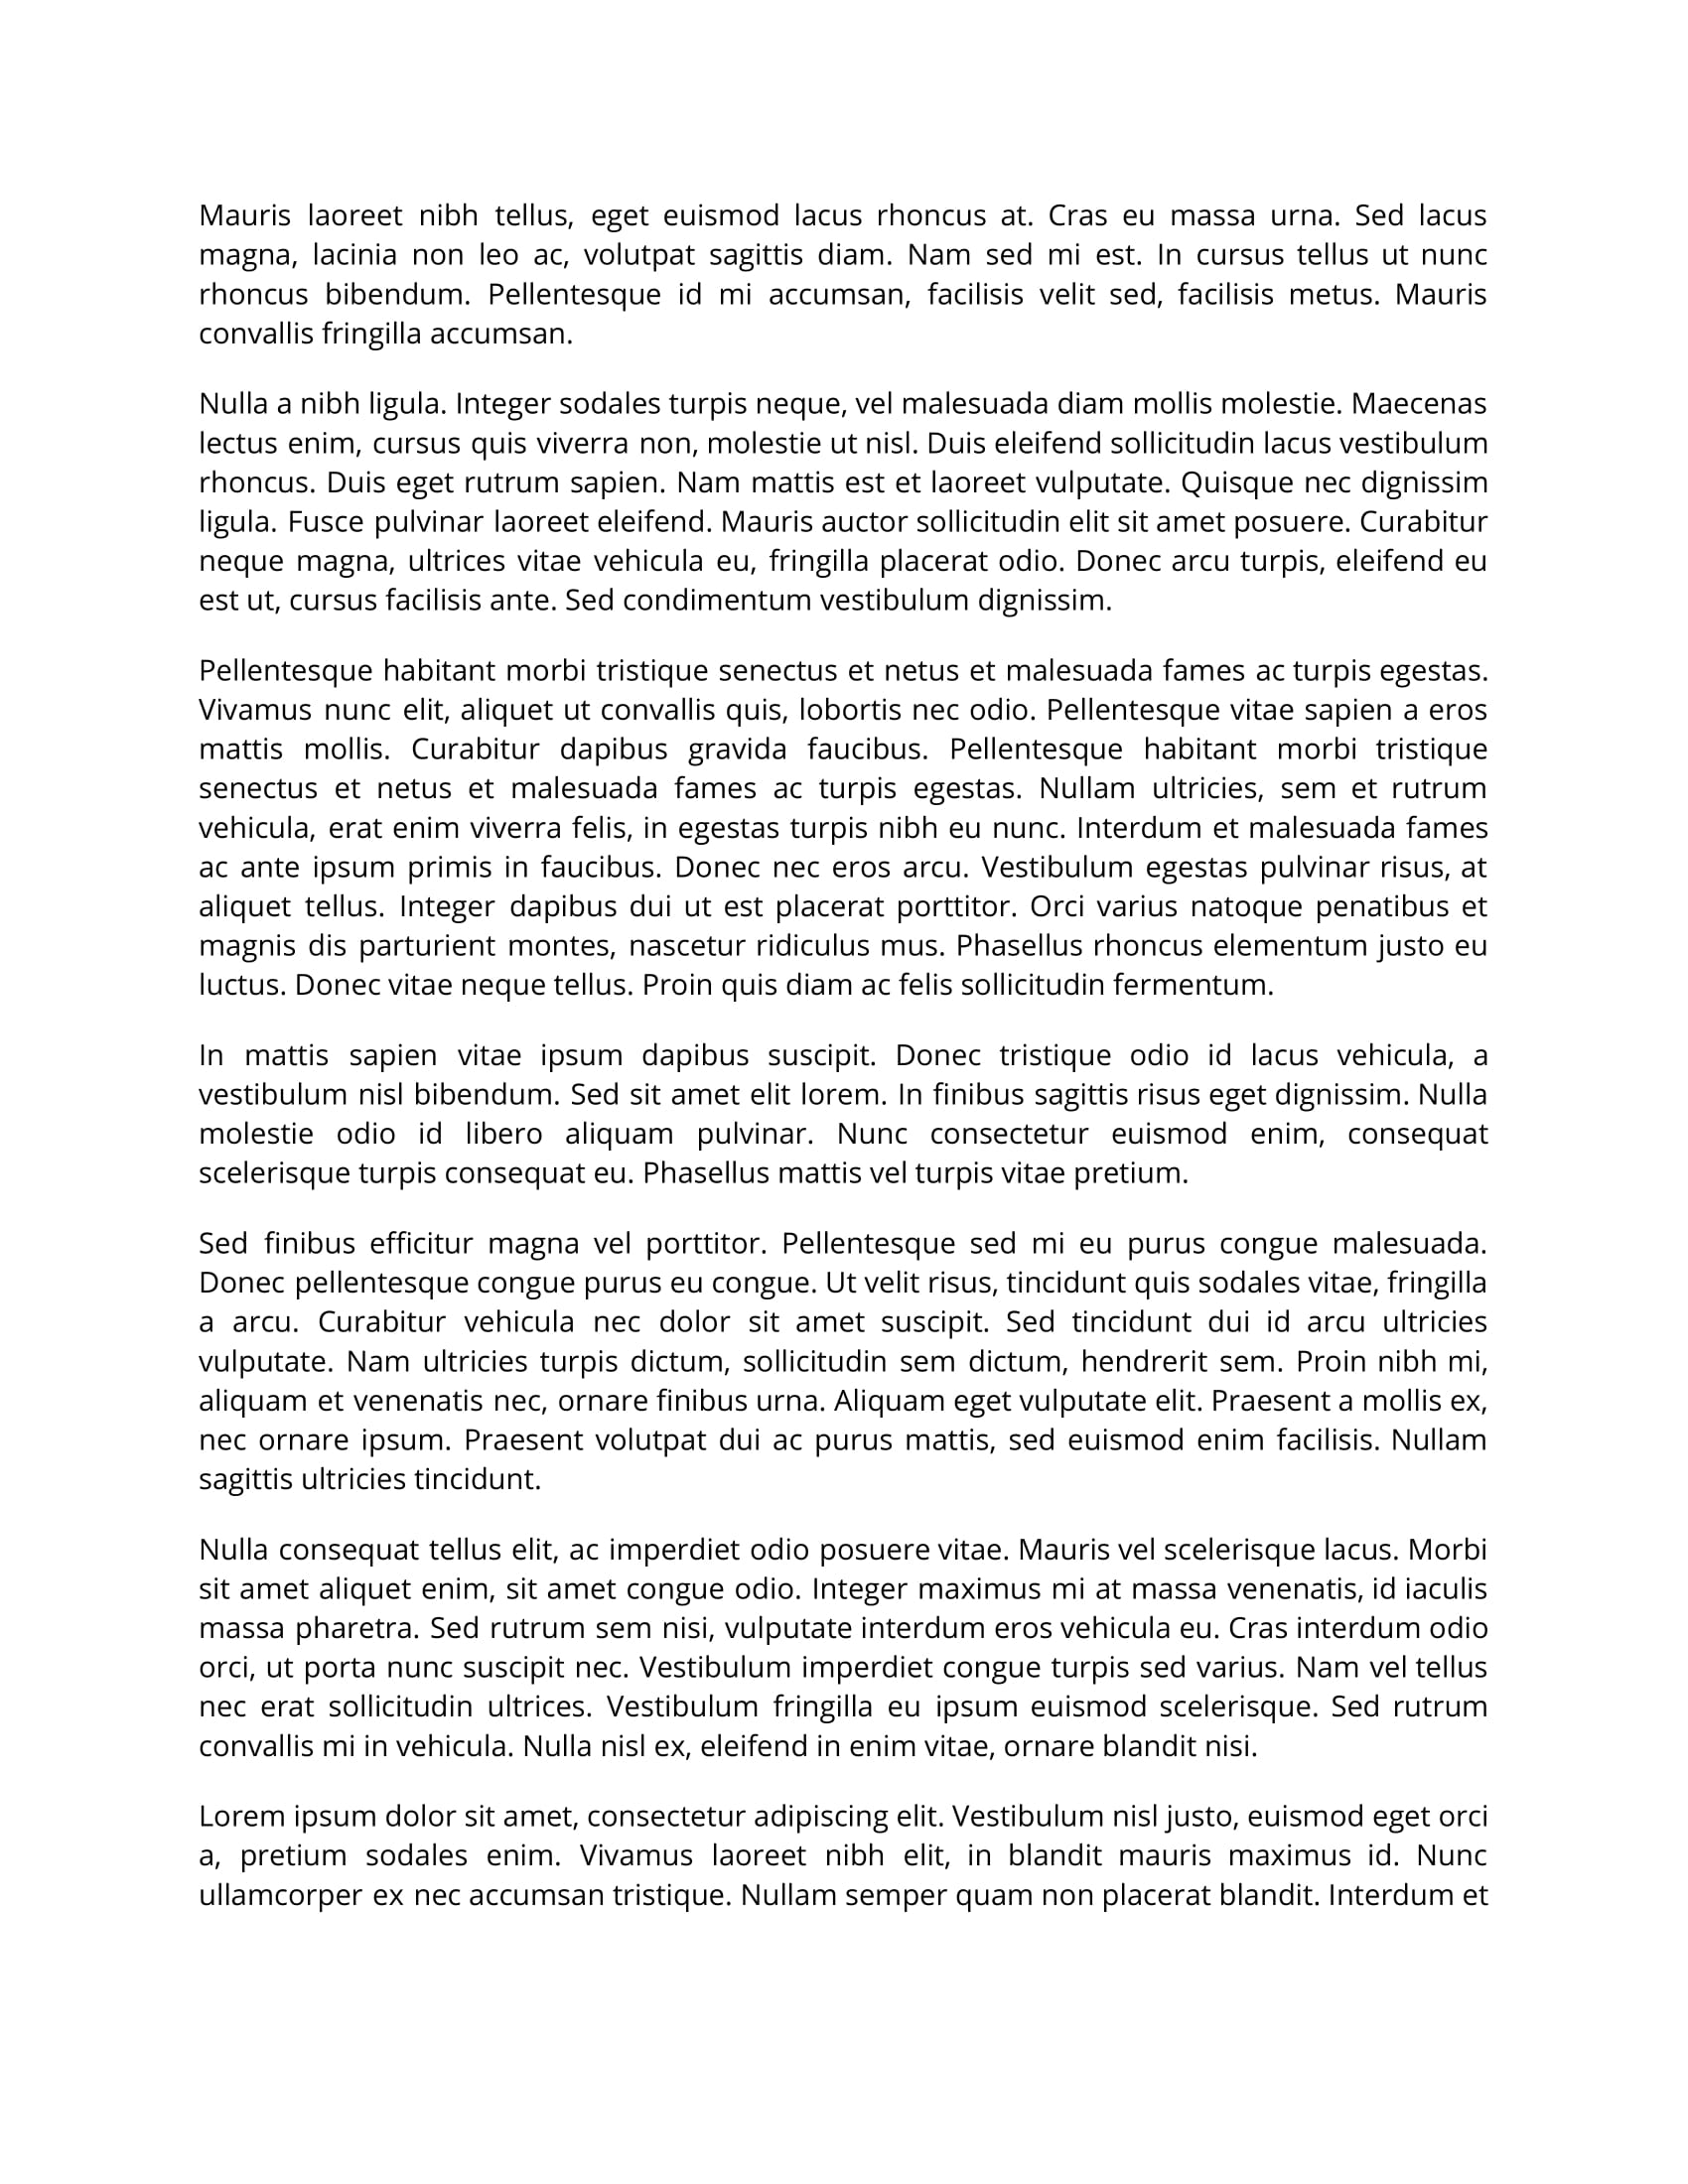 Mauris laoreet nibh tellus, eget euismod lacus rhoncus at. Cras eu massa urna. Sed lacus
magna, lacinia non leo ac, volutpat sagittis diam. Nam sed mi est. In cursus tellus ut nunc
rhoncus bibendum. Pellentesque id mi accumsan, facilisis velit sed, facilisis metus. Mauris
convallis fringilla accumsan.
Nulla a nibh ligula. Integer sodales turpis neque, vel malesuada diam mollis molestie. Maecenas
lectus enim, cursus quis viverra non, molestie ut nisl. Duis eleifend sollicitudin lacus vestibulum
rhoncus. Duis eget rutrum sapien. Nam mattis est et laoreet vulputate. Quisque nec dignissim
ligula. Fusce pulvinar laoreet eleifend. Mauris auctor sollicitudin elit sit amet posuere. Curabitur
neque magna, ultrices vitae vehicula eu, fringilla placerat odio. Donec arcu turpis, eleifend eu
est ut, cursus facilisis ante. Sed condimentum vestibulum dignissim.
Pellentesque habitant morbi tristique senectus et netus et malesuada fames ac turpis egestas.
Vivamus nunc elit, aliquet ut convallis quis, lobortis nec odio. Pellentesque vitae sapien a eros
mattis mollis. Curabitur dapibus gravida faucibus. Pellentesque habitant morbi tristique
senectus et netus et malesuada fames ac turpis egestas. Nullam ultricies, sem et rutrum
vehicula, erat enim viverra felis, in egestas turpis nibh eu nunc. Interdum et malesuada fames
ac ante ipsum primis in faucibus. Donec nec eros arcu. Vestibulum egestas pulvinar risus, at
aliquet tellus. Integer dapibus dui ut est placerat porttitor. Orci varius natoque penatibus et
magnis dis parturient montes, nascetur ridiculus mus. Phasellus rhoncus elementum justo eu
luctus. Donec vitae neque tellus. Proin quis diam ac felis sollicitudin fermentum.
In mattis sapien vitae ipsum dapibus suscipit. Donec tristique odio id lacus vehicula, a
vestibulum nisl bibendum. Sed sit amet elit lorem. In finibus sagittis risus eget dignissim. Nulla
molestie odio id libero aliquam pulvinar. Nunc consectetur euismod enim, consequat
scelerisque turpis consequat eu. Phasellus mattis vel turpis vitae pretium.
Sed finibus efficitur magna vel porttitor. Pellentesque sed mi eu purus congue malesuada.
Donec pellentesque congue purus eu congue. Ut velit risus, tincidunt quis sodales vitae, fringilla
a arcu. Curabitur vehicula nec dolor sit amet suscipit. Sed tincidunt dui id arcu ultricies
vulputate. Nam ultricies turpis dictum, sollicitudin sem dictum, hendrerit sem. Proin nibh mi,
aliquam et venenatis nec, ornare finibus urna. Aliquam eget vulputate elit. Praesent a mollis ex,
nec ornare ipsum. Praesent volutpat dui ac purus mattis, sed euismod enim facilisis. Nullam
sagittis ultricies tincidunt.
Nulla consequat tellus elit, ac imperdiet odio posuere vitae. Mauris vel scelerisque lacus. Morbi
sit amet aliquet enim, sit amet congue odio. Integer maximus mi at massa venenatis, id iaculis
massa pharetra. Sed rutrum sem nisi, vulputate interdum eros vehicula eu. Cras interdum odio
orci, ut porta nunc suscipit nec. Vestibulum imperdiet congue turpis sed varius. Nam vel tellus
nec erat sollicitudin ultrices. Vestibulum fringilla eu ipsum euismod scelerisque. Sed rutrum
convallis mi in vehicula. Nulla nisl ex, eleifend in enim vitae, ornare blandit nisi.
Lorem ipsum dolor sit amet, consectetur adipiscing elit. Vestibulum nisl justo, euismod eget orci
a, pretium sodales enim. Vivamus laoreet nibh elit, in blandit mauris maximus id. Nunc
ullamcorper ex nec accumsan tristique. Nullam semper quam non placerat blandit. Interdum et